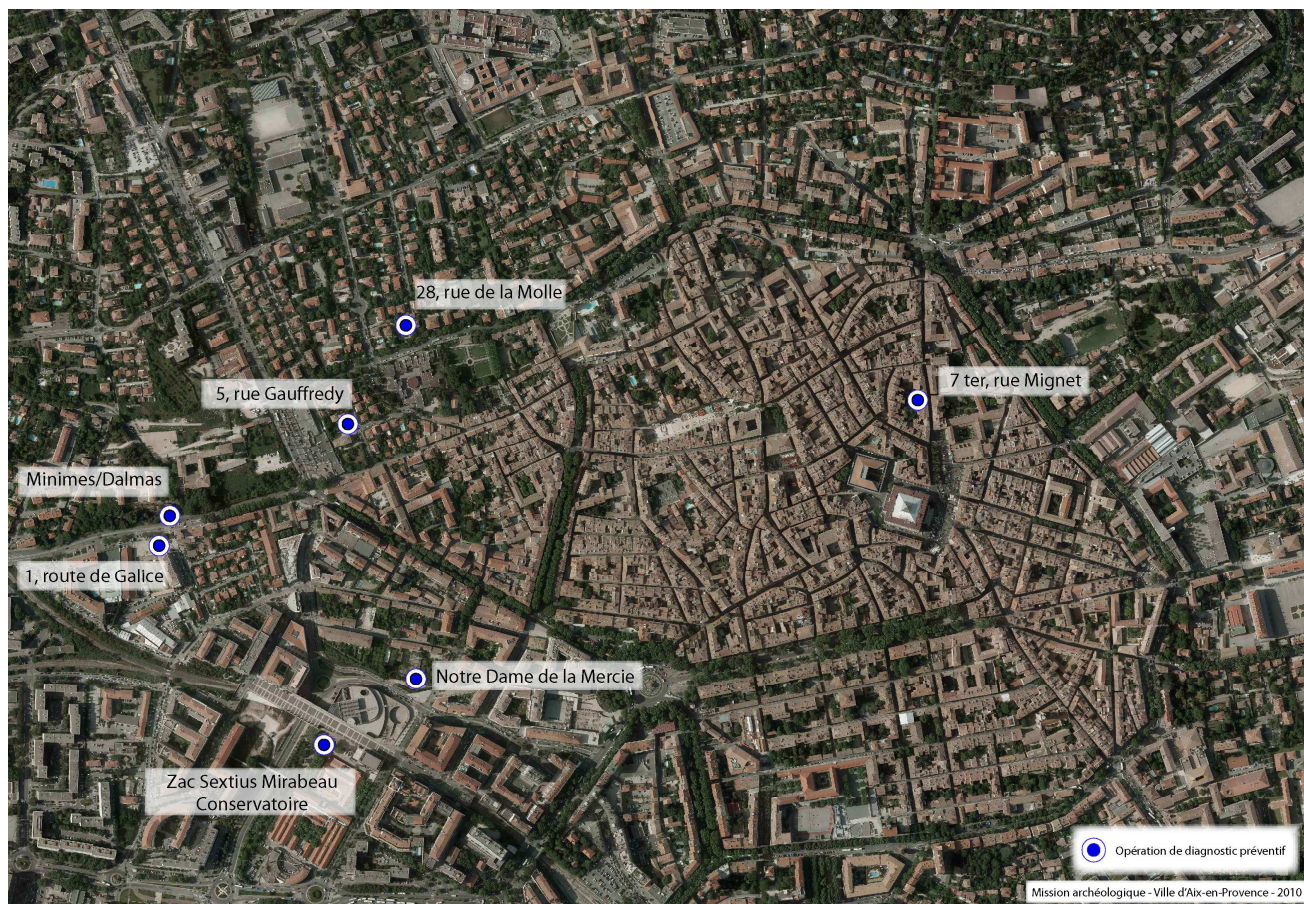 28, rue de la Molle
7 ter, rue Mignet
5, rue Gauffredy
Minimes/Dalmas
1, route de Galice
Notre Dame de la Mercie
Zac Sextius Mirabeau
Conservatoire
Opération de diagnostic préventif
Mission archéologique - Ville d'Aix-en-Provence - 2010